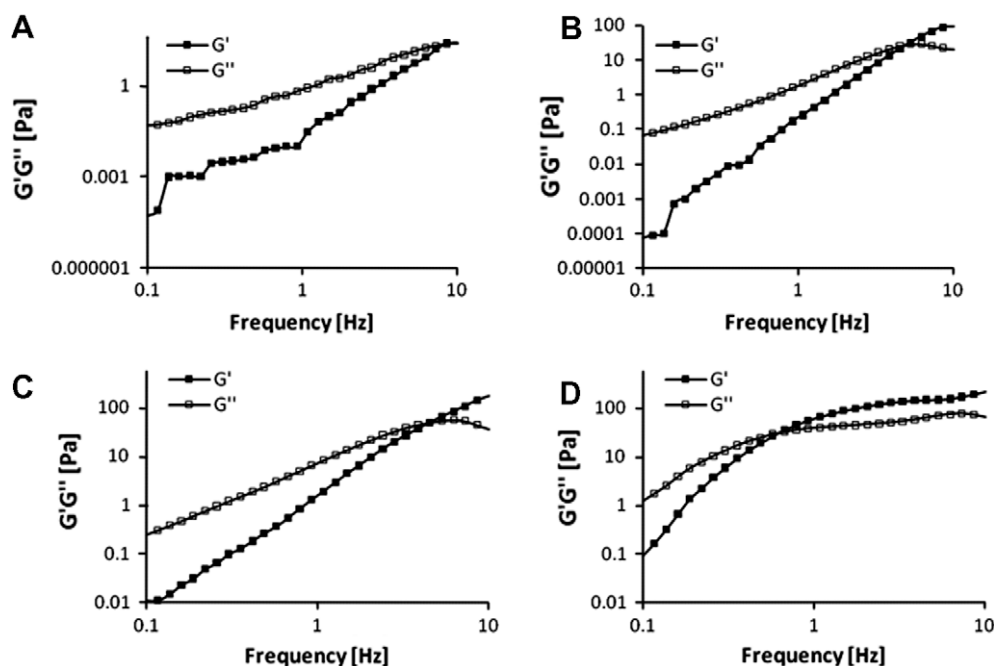 A
G'
G''
G'G'' [Pa]
1
0.001
0.000001
0.1
1
10
Frequency [Hz]
B
G'
G''
G'G'' [Pa]
100
10
1
0.1
0.01
0.001
0.0001
0.00001
0.1
1
10
Frequency [Hz]
C
G'
G''
G'G'' [Pa]
100
10
1
0.1
0.01
0.1
1
10
Frequency [Hz]
D
G'
G''
G'G'' [Pa]
100
10
1
0.1
0.01
0.1
1
10
Frequency [Hz]